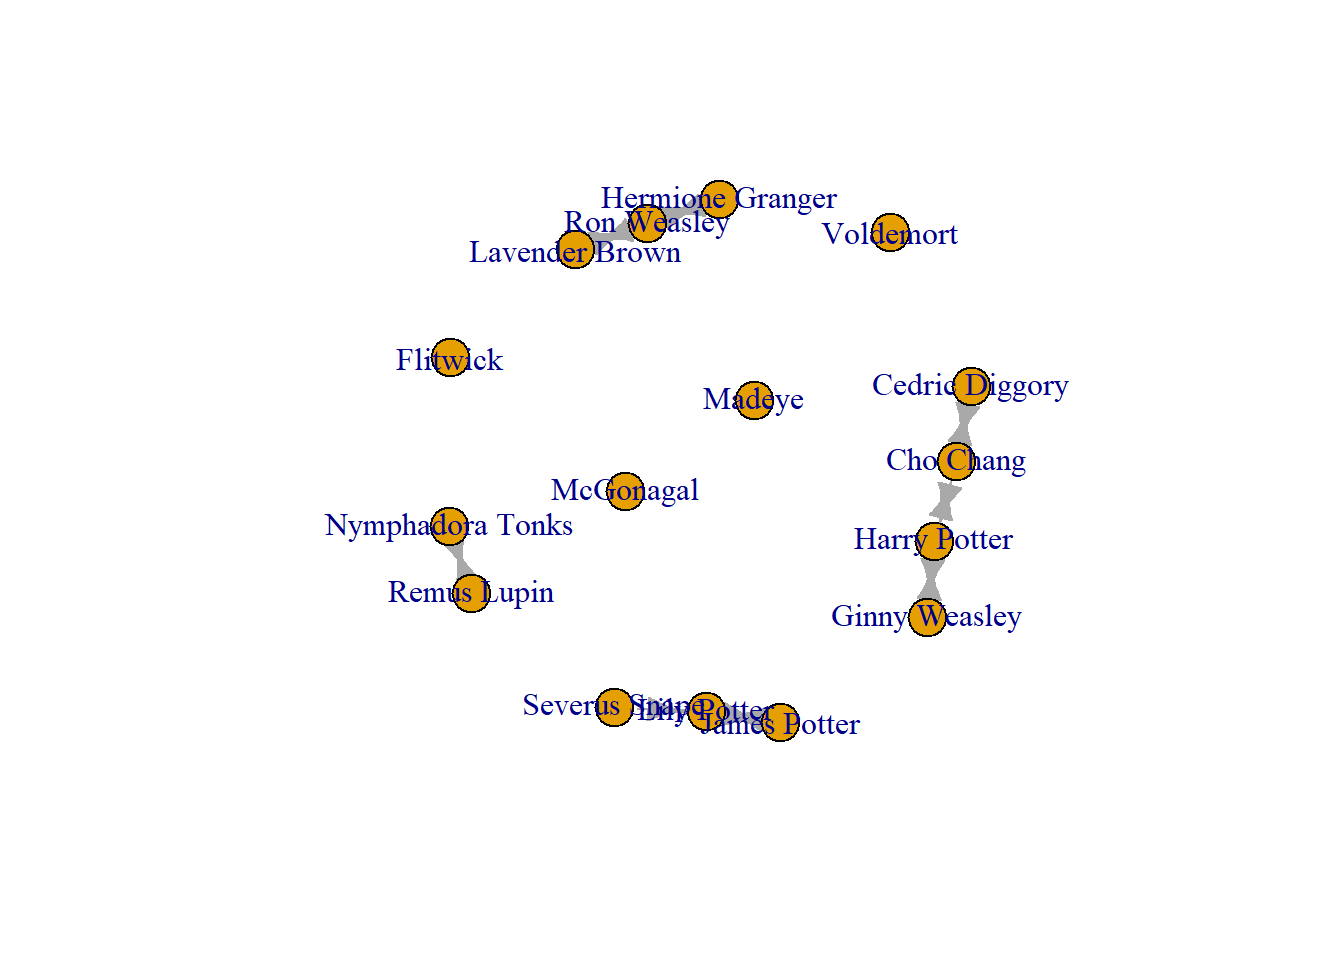 Hermione Granger
Ron Weasley
Voldemort
Lavender Brown
Flitwick
Cedric Diggory
Madeye
Cho Chang
McGonagal
Nymphadora Tonks
Harry Potter
Remus Lupin
Ginny Weasley
Severus Snape
Lily Potter
James Potter